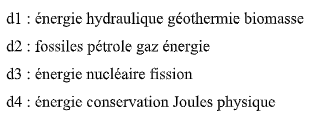 d1 : énergie hydraulique géothermie biomasse
d2 : fossiles pétrole gaz énergie
d3 : énergie nucléaire fission
d4 : énergie conservation Joules physique